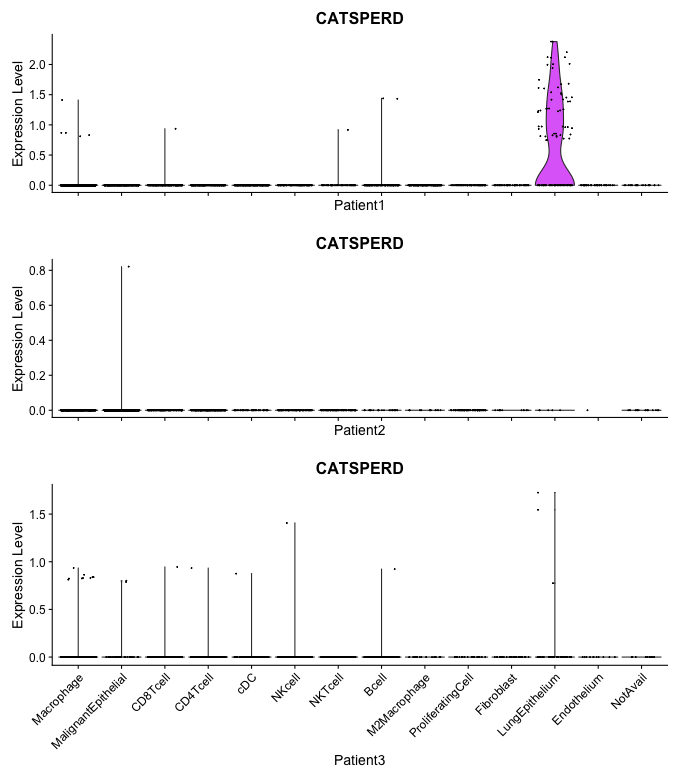 CATSPERD
Expression Level
2.0
1.5
1.0
0.5
0.0
Patient1
CATSPERD
Expression Level
0.8
0.6
0.4
0.2
0.0
Patient2
CATSPERD
Expression Level
1.5
1.0
0.5
0.0
Macrophage
MalignantEpithelial
CD8Tcell
CD4Tcell
cDC
NKcell
NKTcell
Bcell
M2Macrophage
ProliferatingCell
Fibroblast
LungEpithelium
Endothelium
NotAvail
Patient3